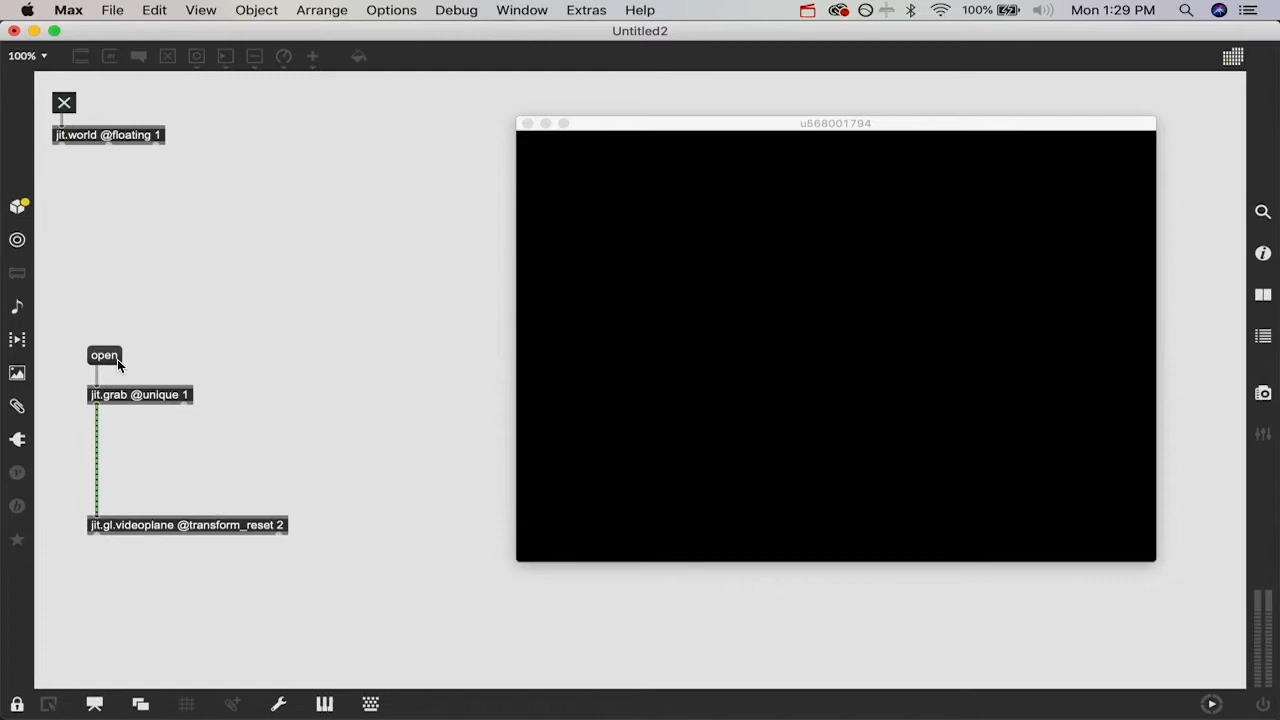 Max File Edit View Object Arrange Options Debug Window Extras Help 100% Mon 1:29 PM
Untitled2
100%
jit.world @floating 1
u568001794
open
jit.grab @unique 1
jit.gl.videoplane @transform_reset 2